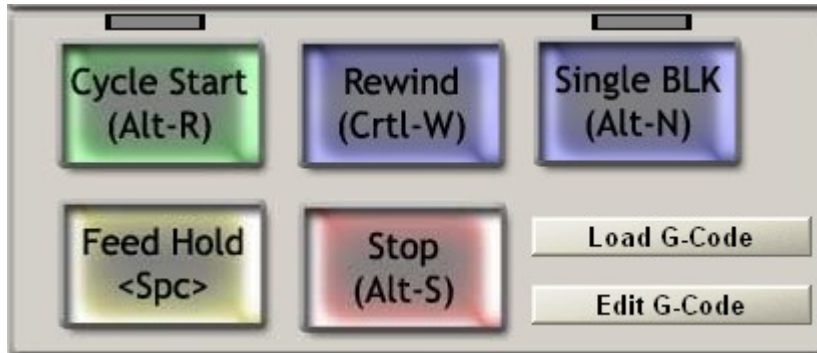 Cycle Start
(Alt-R)
Rewind
(Crtl-W)
Single BLK
(Alt-N)
Feed Hold
<Spc>
Stop
(Alt-S)
Load G-Code
Edit G-Code